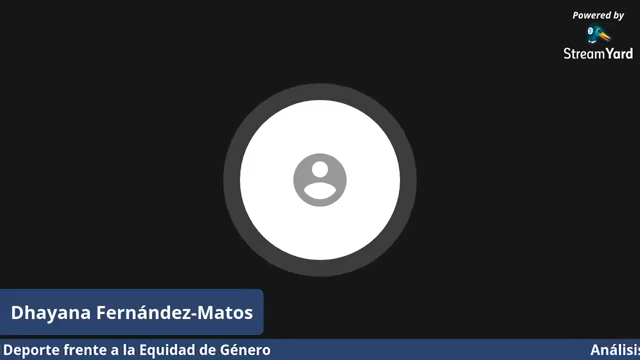 Powered by
StreamYard
Dhayana Fernández-Matos
Deporte frente a la Equidad de Género
Análisis